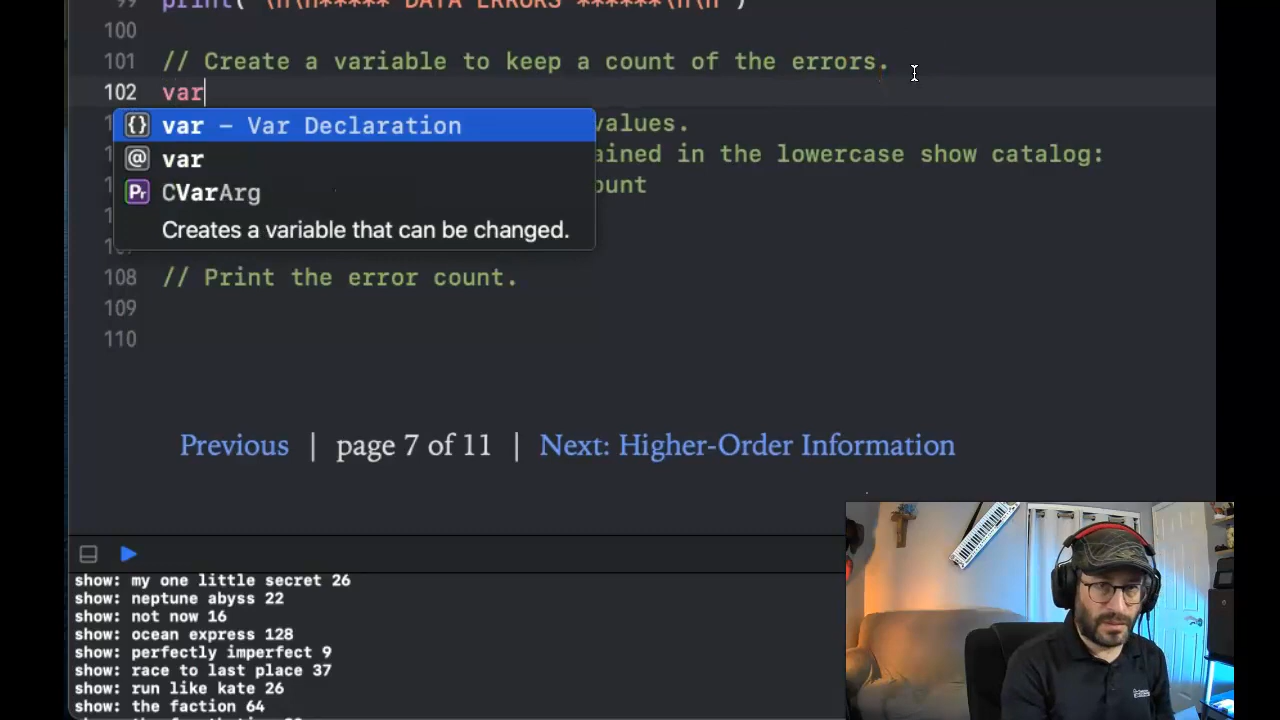 99 print("\n\n***** DATA ERRORS ******\n\n")
100
101 // Create a variable to keep a count of the errors.
102 var
{} var – Var Declaration
values.
@ var
ained in the lowercase show catalog:
Pr CVarArg
ount
Creates a variable that can be changed.
108 // Print the error count.
109
110
Previous | page 7 of 11 | Next: Higher-Order Information
show: my one little secret 26
show: neptune abyss 22
show: not now 16
show: ocean express 128
show: perfectly imperfect 9
show: race to last place 37
show: run like kate 26
show: the faction 64